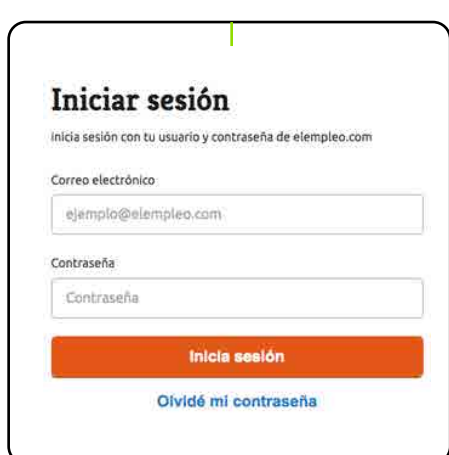 Iniciar sesión
inicia sesión con tu usuario y contraseña de elempleo.com
Correo electrónico
ejemplo@elempleo.com
Contraseña
Contraseña
Inicia sesión
Olvidé mi contraseña